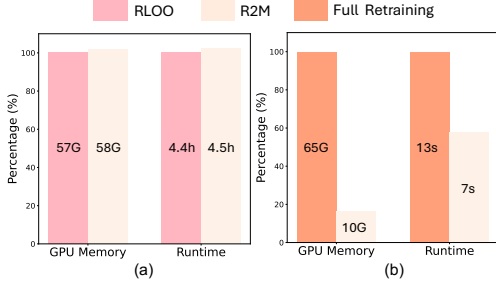 RLOO R2M Full Retraining
Percentage (%)
100
80
60
40
20
0
57G 58G 4.4h 4.5h
GPU Memory Runtime
(a)
Percentage (%)
100
80
60
40
20
0
65G 13s
7s
10G
GPU Memory Runtime
(b)